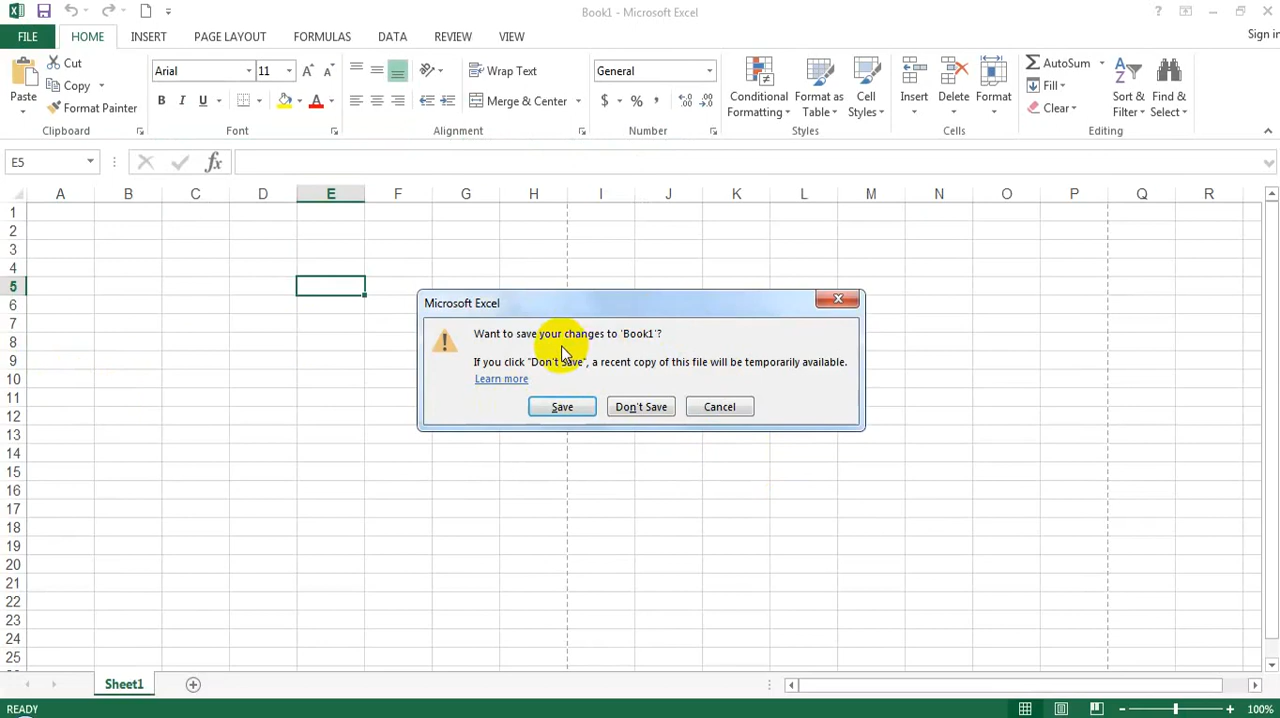 Book1 - Microsoft Excel
?
FILE
HOME
INSERT
PAGE LAYOUT
FORMULAS
DATA
REVIEW
VIEW
Sign in
Paste
Cut
Copy
Format Painter
Clipboard
Arial
11
A A
B I U
A
Font
Wrap Text
Merge & Center
Alignment
General
$ % ,
Number
Conditional
Formatting
Format as
Table
Cell
Styles
Styles
Insert
Delete
Format
Cells
AutoSum
Fill
Clear
Sort &
Filter
Find &
Select
Editing
E5
fx
A B C D E F G H I J K L M N O P Q R
1
2
3
4
5
6
7
8
9
10
11
12
13
14
15
16
17
18
19
20
21
22
23
24
25
Microsoft Excel
Want to save your changes to 'Book1'?
If you click "Don't Save", a recent copy of this file will be temporarily available.
Learn more
Save
Don't Save
Cancel
Sheet1
READY
100%